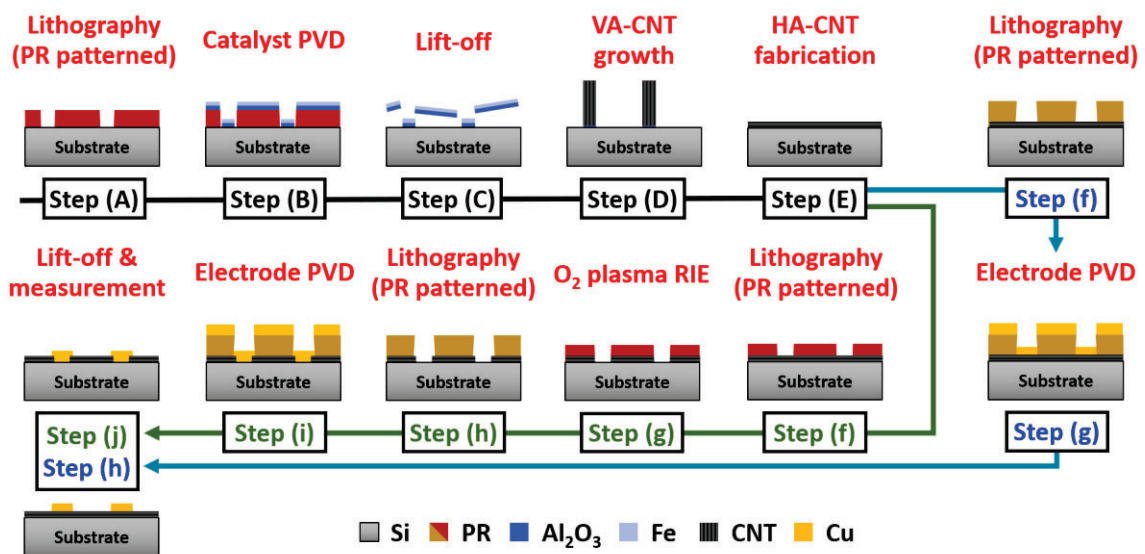 Lithography
(PR patterned)
Catalyst PVD
Lift-off
VA-CNT
growth
HA-CNT
fabrication
Lithography
(PR patterned)
Substrate
Substrate
Substrate
Substrate
Substrate
Substrate
Step (A)
Step (B)
Step (C)
Step (D)
Step (E)
Step (f)
Lift-off &
measurement
Electrode PVD
Lithography
(PR patterned)
O₂ plasma RIE
Lithography
(PR patterned)
Electrode PVD
Substrate
Substrate
Substrate
Substrate
Substrate
Substrate
Step (j)
Step (h)
Step (i)
Step (h)
Step (g)
Step (f)
Step (g)
Substrate
Si
PR
Al₂O₃
Fe
CNT
Cu